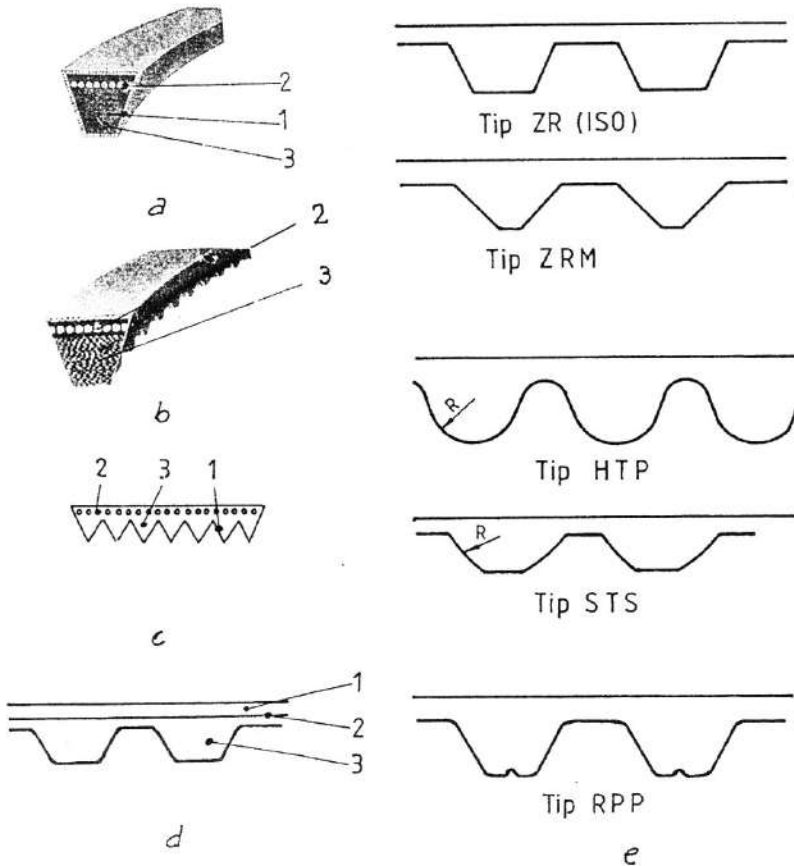 2
1
3
a
2
3
b
2 3 1
c
1
2
3
d
Tip ZR (ISO)
Tip ZRM
R
Tip HTP
R
Tip STS
Tip RPP
e